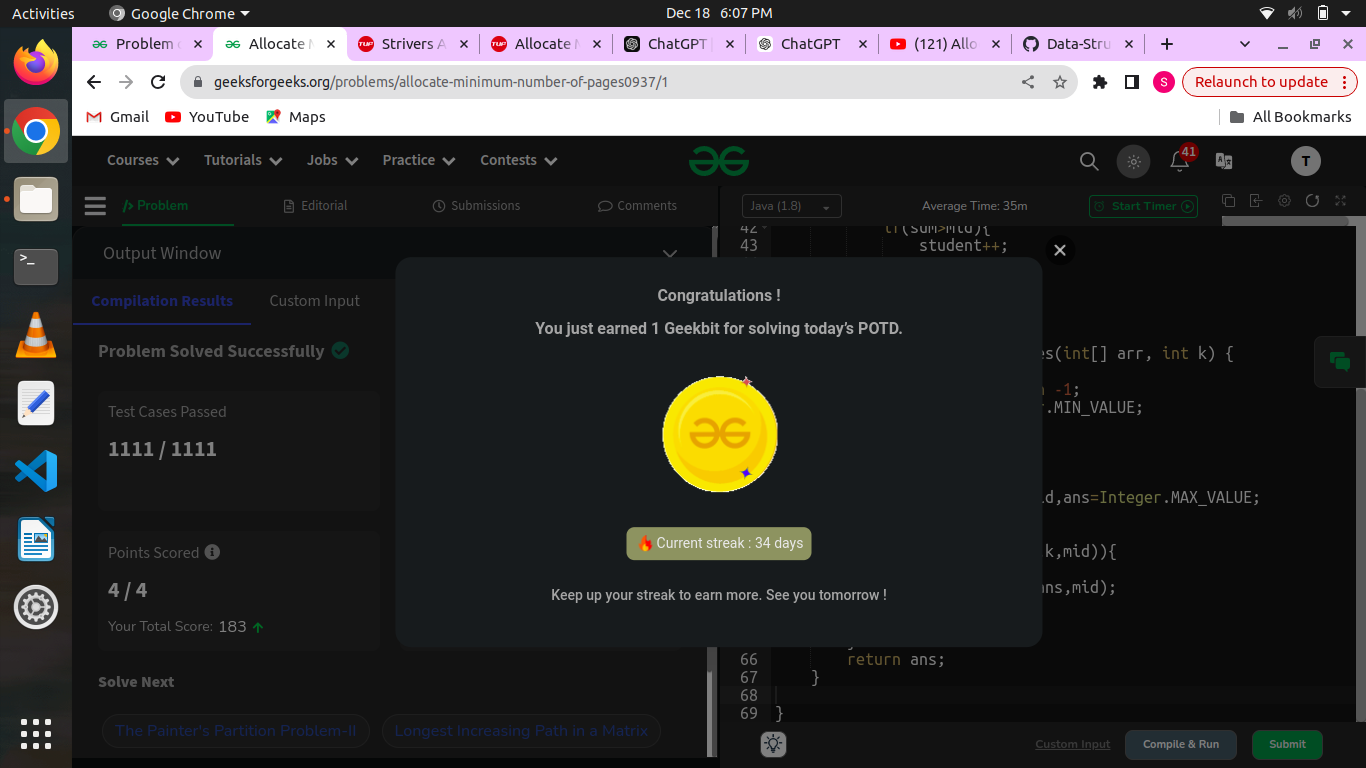 Activities
Google Chrome
Dec 18 6:07 PM
Problem
Allocate
Strivers A
Allocate
ChatGPT
ChatGPT
(121) Allo
Data-Stru
geeksforgeeks.org/problems/allocate-minimum-number-of-pages0937/1
S
Relaunch to update
Gmail
YouTube
Maps
All Bookmarks
Courses
Tutorials
Jobs
Practice
Contests
41
T
Problem
Editorial
Submissions
Comments
Java (1.8)
Average Time: 35m
Start Timer
Output Window
Compilation Results
Custom Input
Problem Solved Successfully
Test Cases Passed
1111 / 1111
Points Scored
4 / 4
Your Total Score: 183
Solve Next
The Painter's Partition Problem-II
Longest Increasing Path in a Matrix
Congratulations !
You just earned 1 Geekbit for solving today's POTD.
Current streak : 34 days
Keep up your streak to earn more. See you tomorrow !
42 if(sum>mid){
43 student++;
es(int[] arr, int k) {
-1;
r.MIN_VALUE;
ld,ans=Integer.MAX_VALUE;
k,mid)){
ns,mid);
66 return ans;
67 }
68
69 }
Custom Input
Compile & Run
Submit